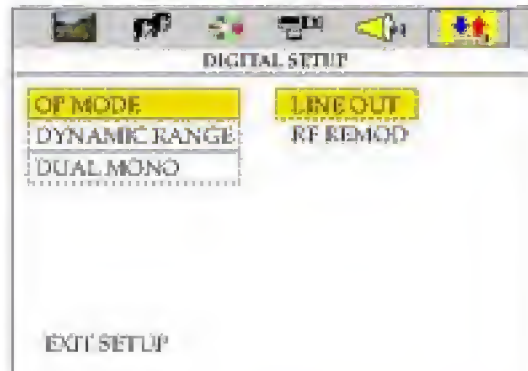 DIGITAL SETUP
OP MODE
LINE OUT
DYNAMIC RANGE
RF REMOD
DUAL MONO
EXIT SETUP